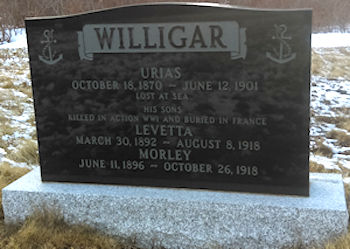 WILLIGAR
URIAS
OCTOBER 18, 1870 ~ JUNE 12, 1901
LOST AT SEA
HIS SONS
KILLED IN ACTION WWI AND BURIED IN FRANCE
LEVETTA
MARCH 30, 1892 ~ AUGUST 8, 1918
MORLEY
JUNE 11, 1896 ~ OCTOBER 26, 1918